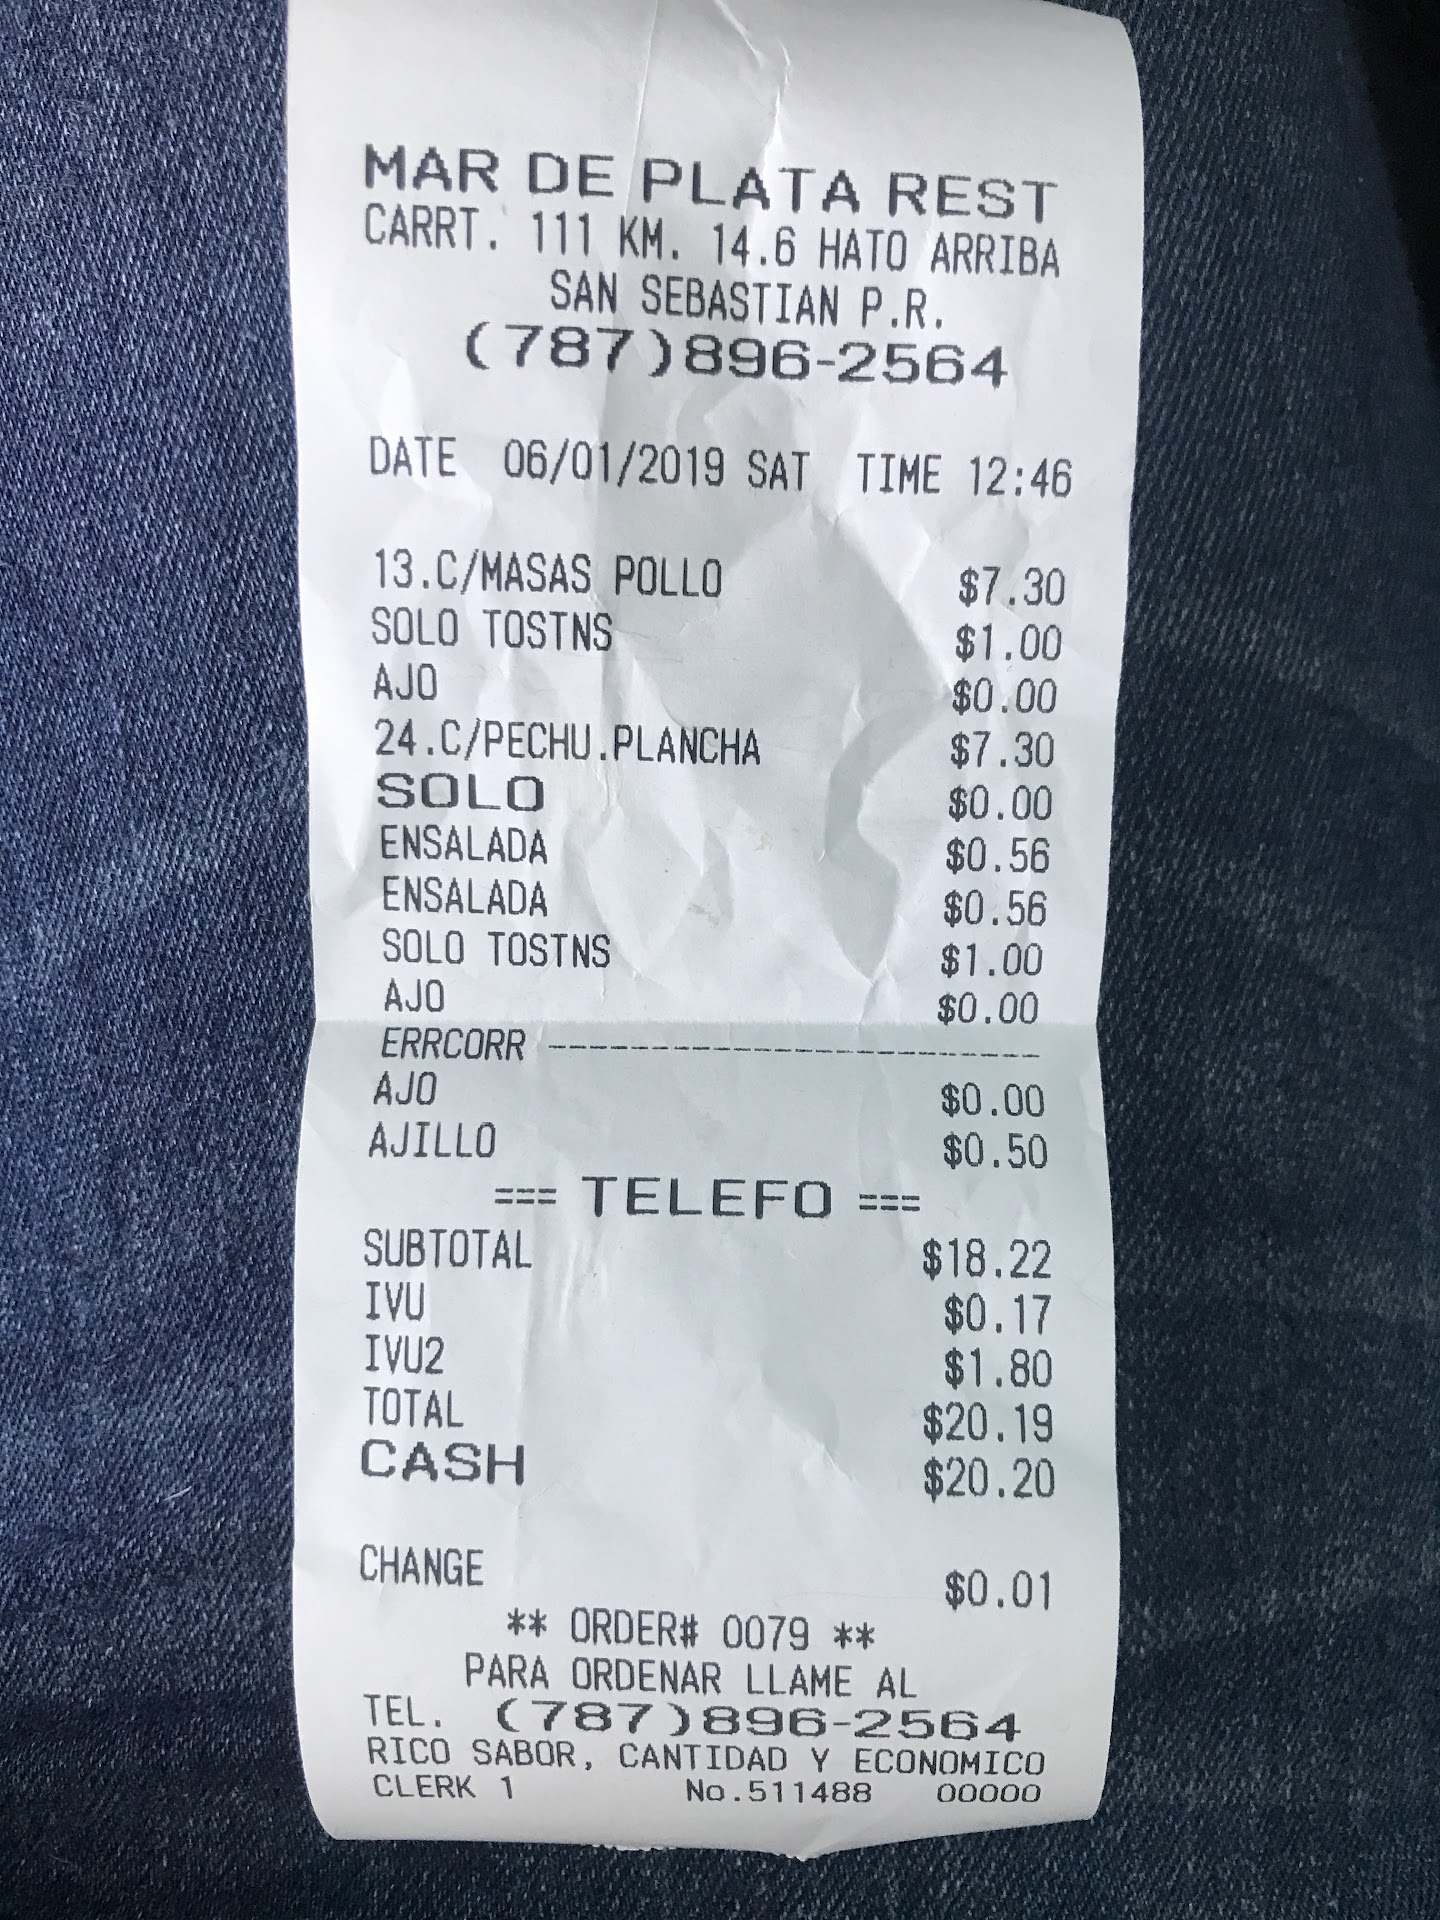 MAR DE PLATA REST
CARRT. 111 KM. 14.6 HATO ARRIBA
SAN SEBASTIAN P.R.
(787)896-2564
DATE 06/01/2019 SAT TIME 12:46
13.C/MASAS POLLO $7.30
SOLO TOSTNS $1.00
AJO $0.00
24.C/PECHU.PLANCHA $7.30
SOLO $0.00
ENSALADA $0.56
ENSALADA $0.56
SOLO TOSTNS $1.00
AJO $0.00
ERRCORR --------------------------
AJO $0.00
AJILLO $0.50
=== TELEFO ===
SUBTOTAL $18.22
IVU $0.17
IVU2 $1.80
TOTAL $20.19
CASH $20.20
CHANGE $0.01
** ORDER# 0079 **
PARA ORDENAR LLAME AL
TEL. (787)896-2564
RICO SABOR, CANTIDAD Y ECONOMICO
CLERK 1 No.511488 00000